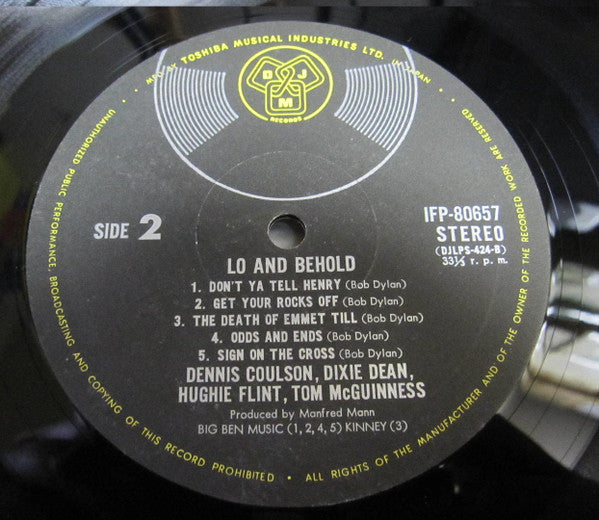 MFD. BY TOSHIBA MUSICAL INDUSTRIES LTD. IN JAPAN
DJM
RECORDS
SIDE 2
IFP-80657
STEREO
(DJLPS-424-B)
33⅓ r. p. m.
LO AND BEHOLD
1. DON'T YA TELL HENRY (Bob Dylan)
2. GET YOUR ROCKS OFF (Bob Dylan)
3. THE DEATH OF EMMET TILL (Bob Dylan)
4. ODDS AND ENDS (Bob Dylan)
5. SIGN ON THE CROSS (Bob Dylan)
DENNIS COULSON, DIXIE DEAN,
HUGHIE FLINT, TOM McGUINNESS
Produced by Manfred Mann
BIG BEN MUSIC (1, 2, 4, 5) KINNEY (3)
UNAUTHORIZED PUBLIC PERFORMANCE, BROADCASTING AND COPYING OF THIS RECORD PROHIBITED • ALL RIGHTS OF THE MANUFACTURER AND OF THE OWNER OF THE RECORDED WORK ARE RESERVED